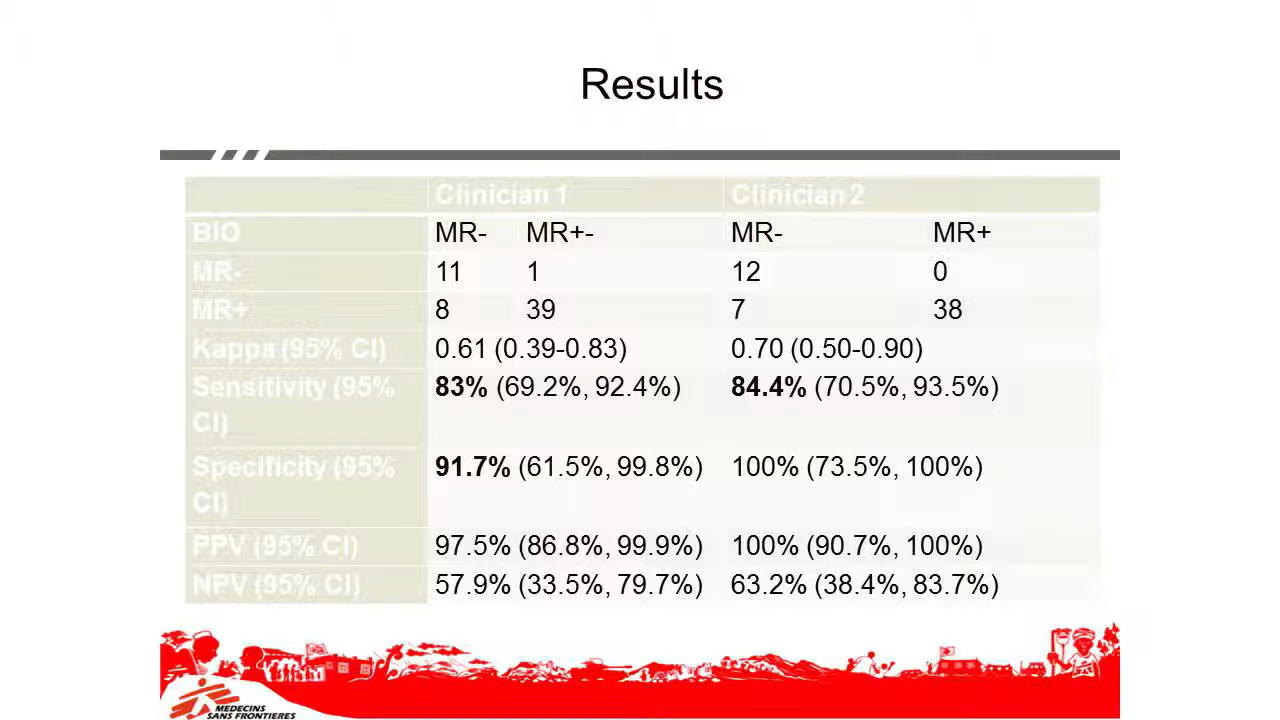 Results
Clinician 1 Clinician 2
BIO MR- MR+- MR- MR+
MR- 11 1 12 0
MR+ 8 39 7 38
Kappa (95% CI) 0.61 (0.39-0.83) 0.70 (0.50-0.90)
Sensitivity (95% 83% (69.2%, 92.4%) 84.4% (70.5%, 93.5%)
CI)
Specificity (95% 91.7% (61.5%, 99.8%) 100% (73.5%, 100%)
CI)
PPV (95% CI) 97.5% (86.8%, 99.9%) 100% (90.7%, 100%)
NPV (95% CI) 57.9% (33.5%, 79.7%) 63.2% (38.4%, 83.7%)
MEDECINS
SANS FRONTIERES